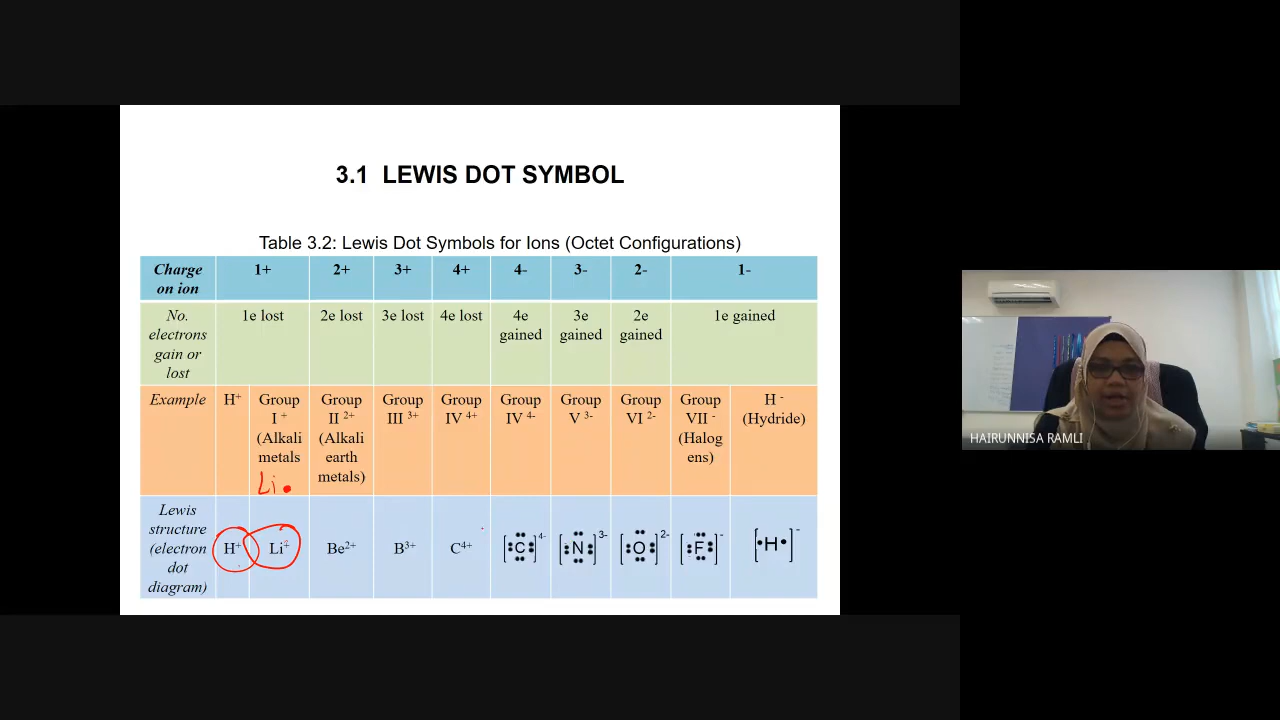 3.1 LEWIS DOT SYMBOL
Table 3.2: Lewis Dot Symbols for Ions (Octet Configurations)
Charge on ion 1+ 2+ 3+ 4+ 4- 3- 2- 1-
No. electrons gain or lost 1e lost 2e lost 3e lost 4e lost 4e gained 3e gained 2e gained 1e gained
Example H+ Group I + (Alkali metals Group II 2+ (Alkali earth metals) Group III 3+ Group IV 4+ Group IV 4- Group V 3- Group VI 2- Group VII - (Halogens) H - (Hydride)
Li
Lewis structure (electron dot diagram) H+ Li+ Be2+ B3+ C4+ [C]4- [N]3- [O]2- [F]- [H]-
HAIRUNNISA RAMLI